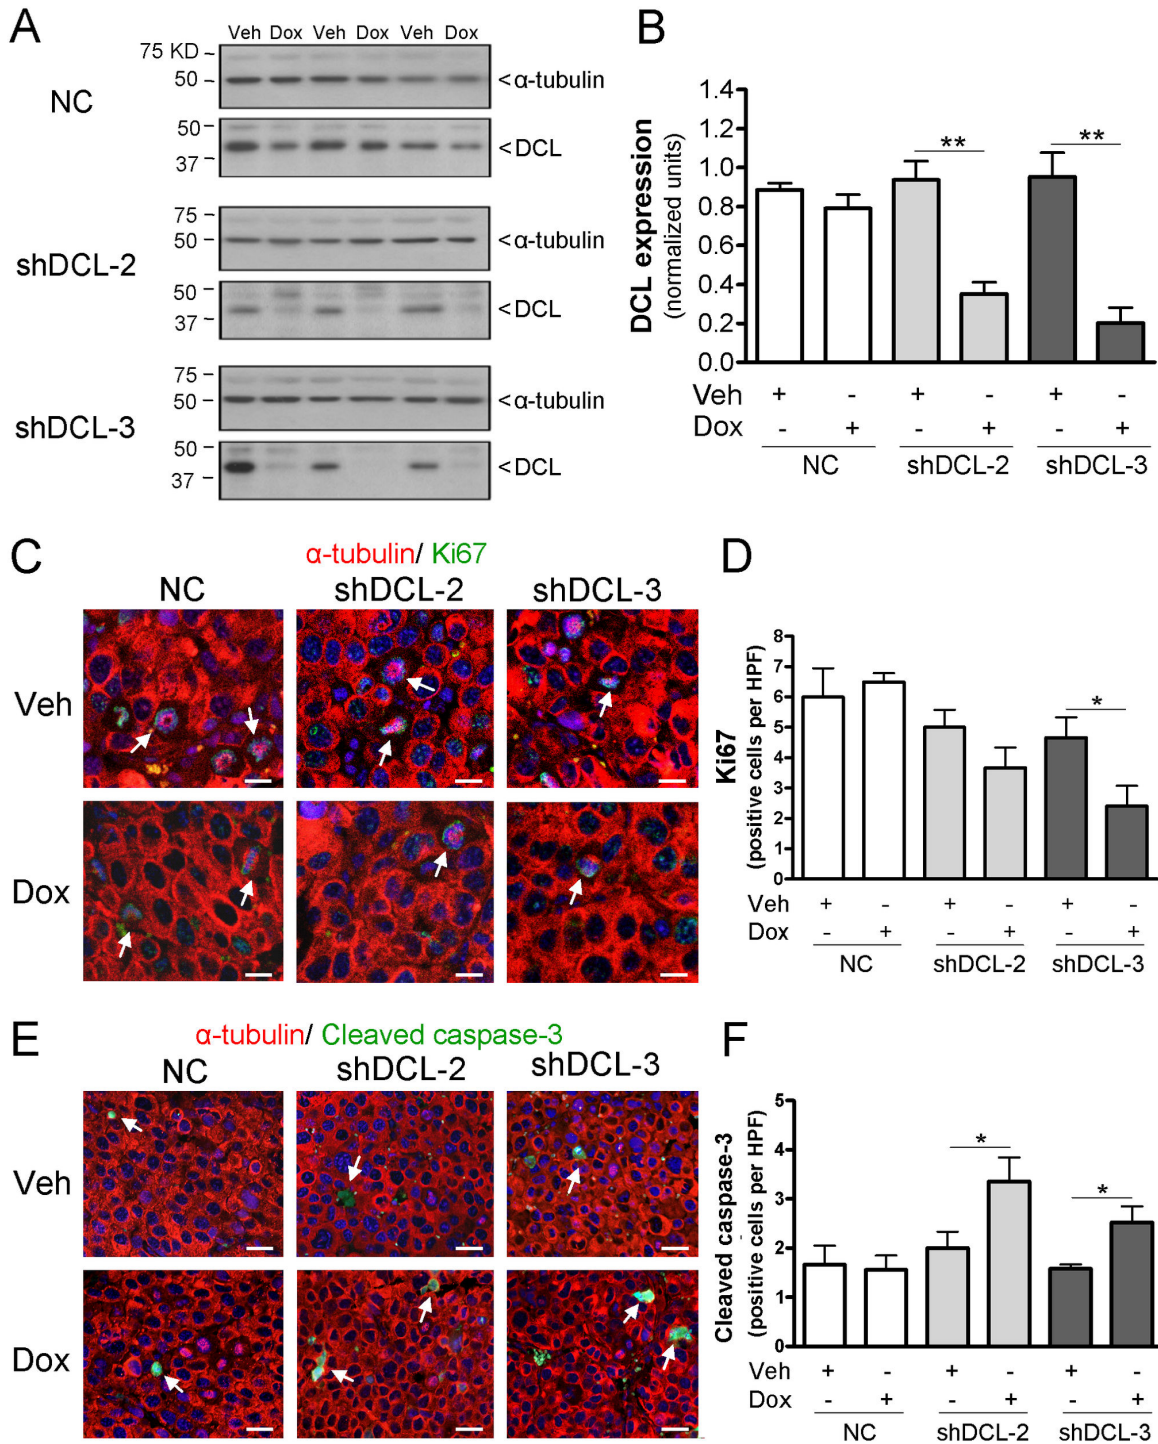 A
Veh Dox Veh Dox Veh Dox
NC
75 KD
50
<α-tubulin
50
37
<DCL
shDCL-2
75
50
<α-tubulin
50
37
<DCL
shDCL-3
75
50
<α-tubulin
50
37
<DCL
B
DCL expression
(normalized units)
1.4
1.2
1.0
0.8
0.6
0.4
0.2
0.0
** **
Veh + - + - + -
Dox - + - + - +
NC shDCL-2 shDCL-3
C
α-tubulin/ Ki67
NC shDCL-2 shDCL-3
Veh
Dox
D
Ki67
(positive cells per HPF)
8
7
6
5
4
3
2
1
0
*
Veh + - + - + -
Dox - + - + - +
NC shDCL-2 shDCL-3
E
α-tubulin/ Cleaved caspase-3
NC shDCL-2 shDCL-3
Veh
Dox
F
Cleaved caspase-3
(positive cells per HPF)
5
4
3
2
1
0
* *
Veh + - + - + -
Dox - + - + - +
NC shDCL-2 shDCL-3